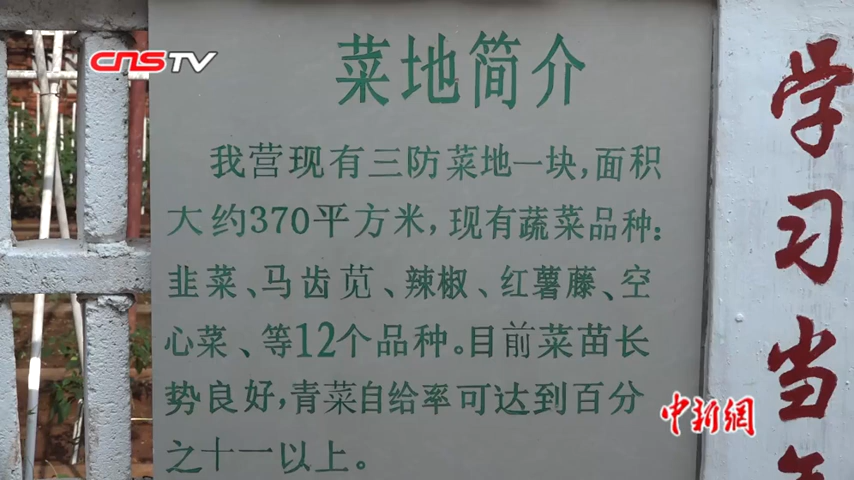 CNSTV
菜地简介
我营现有三防菜地一块，面积
大约370平方米，现有蔬菜品种：
韭菜、马齿苋、辣椒、红薯藤、空
心菜、等12个品种。目前菜苗长
势良好，青菜自给率可达到百分
之十一以上。
学习当
中新網